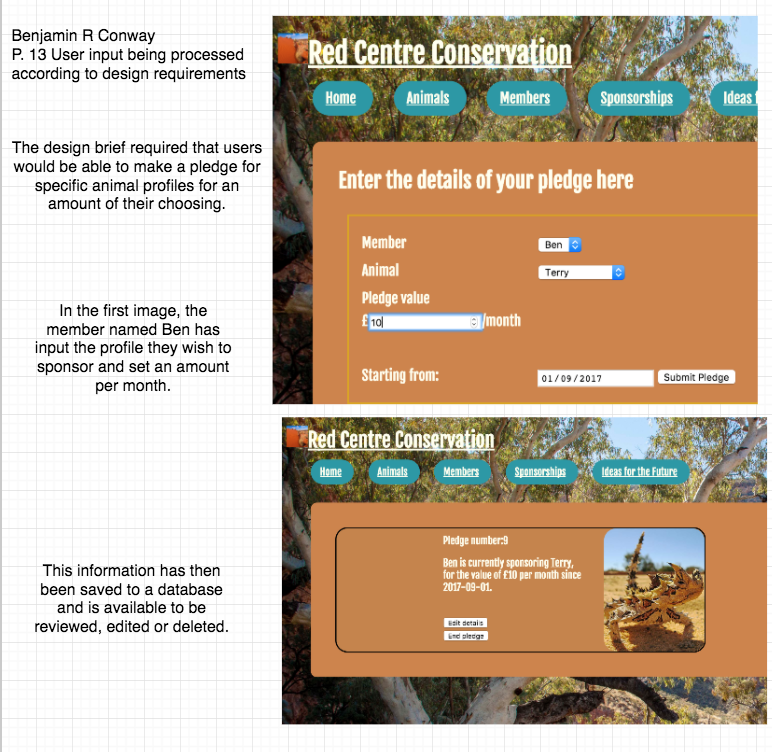 Benjamin R Conway
P. 13 User input being processed
according to design requirements
The design brief required that users
would be able to make a pledge for
specific animal profiles for an
amount of their choosing.
In the first image, the
member named Ben has
input the profile they wish to
sponsor and set an amount
per month.
This information has then
been saved to a database
and is available to be
reviewed, edited or deleted.
Red Centre Conservation
Home Animals Members Sponsorships Ideas f
Enter the details of your pledge here
Member Ben
Animal Terry
Pledge value
£10/month
Starting from: 01/09/2017 Submit Pledge
Red Centre Conservation
Home Animals Members Sponsorships Ideas for the Future
Pledge number:9
Ben is currently sponsoring Terry,
for the value of £10 per month since
2017-09-01.
Edit details
End pledge